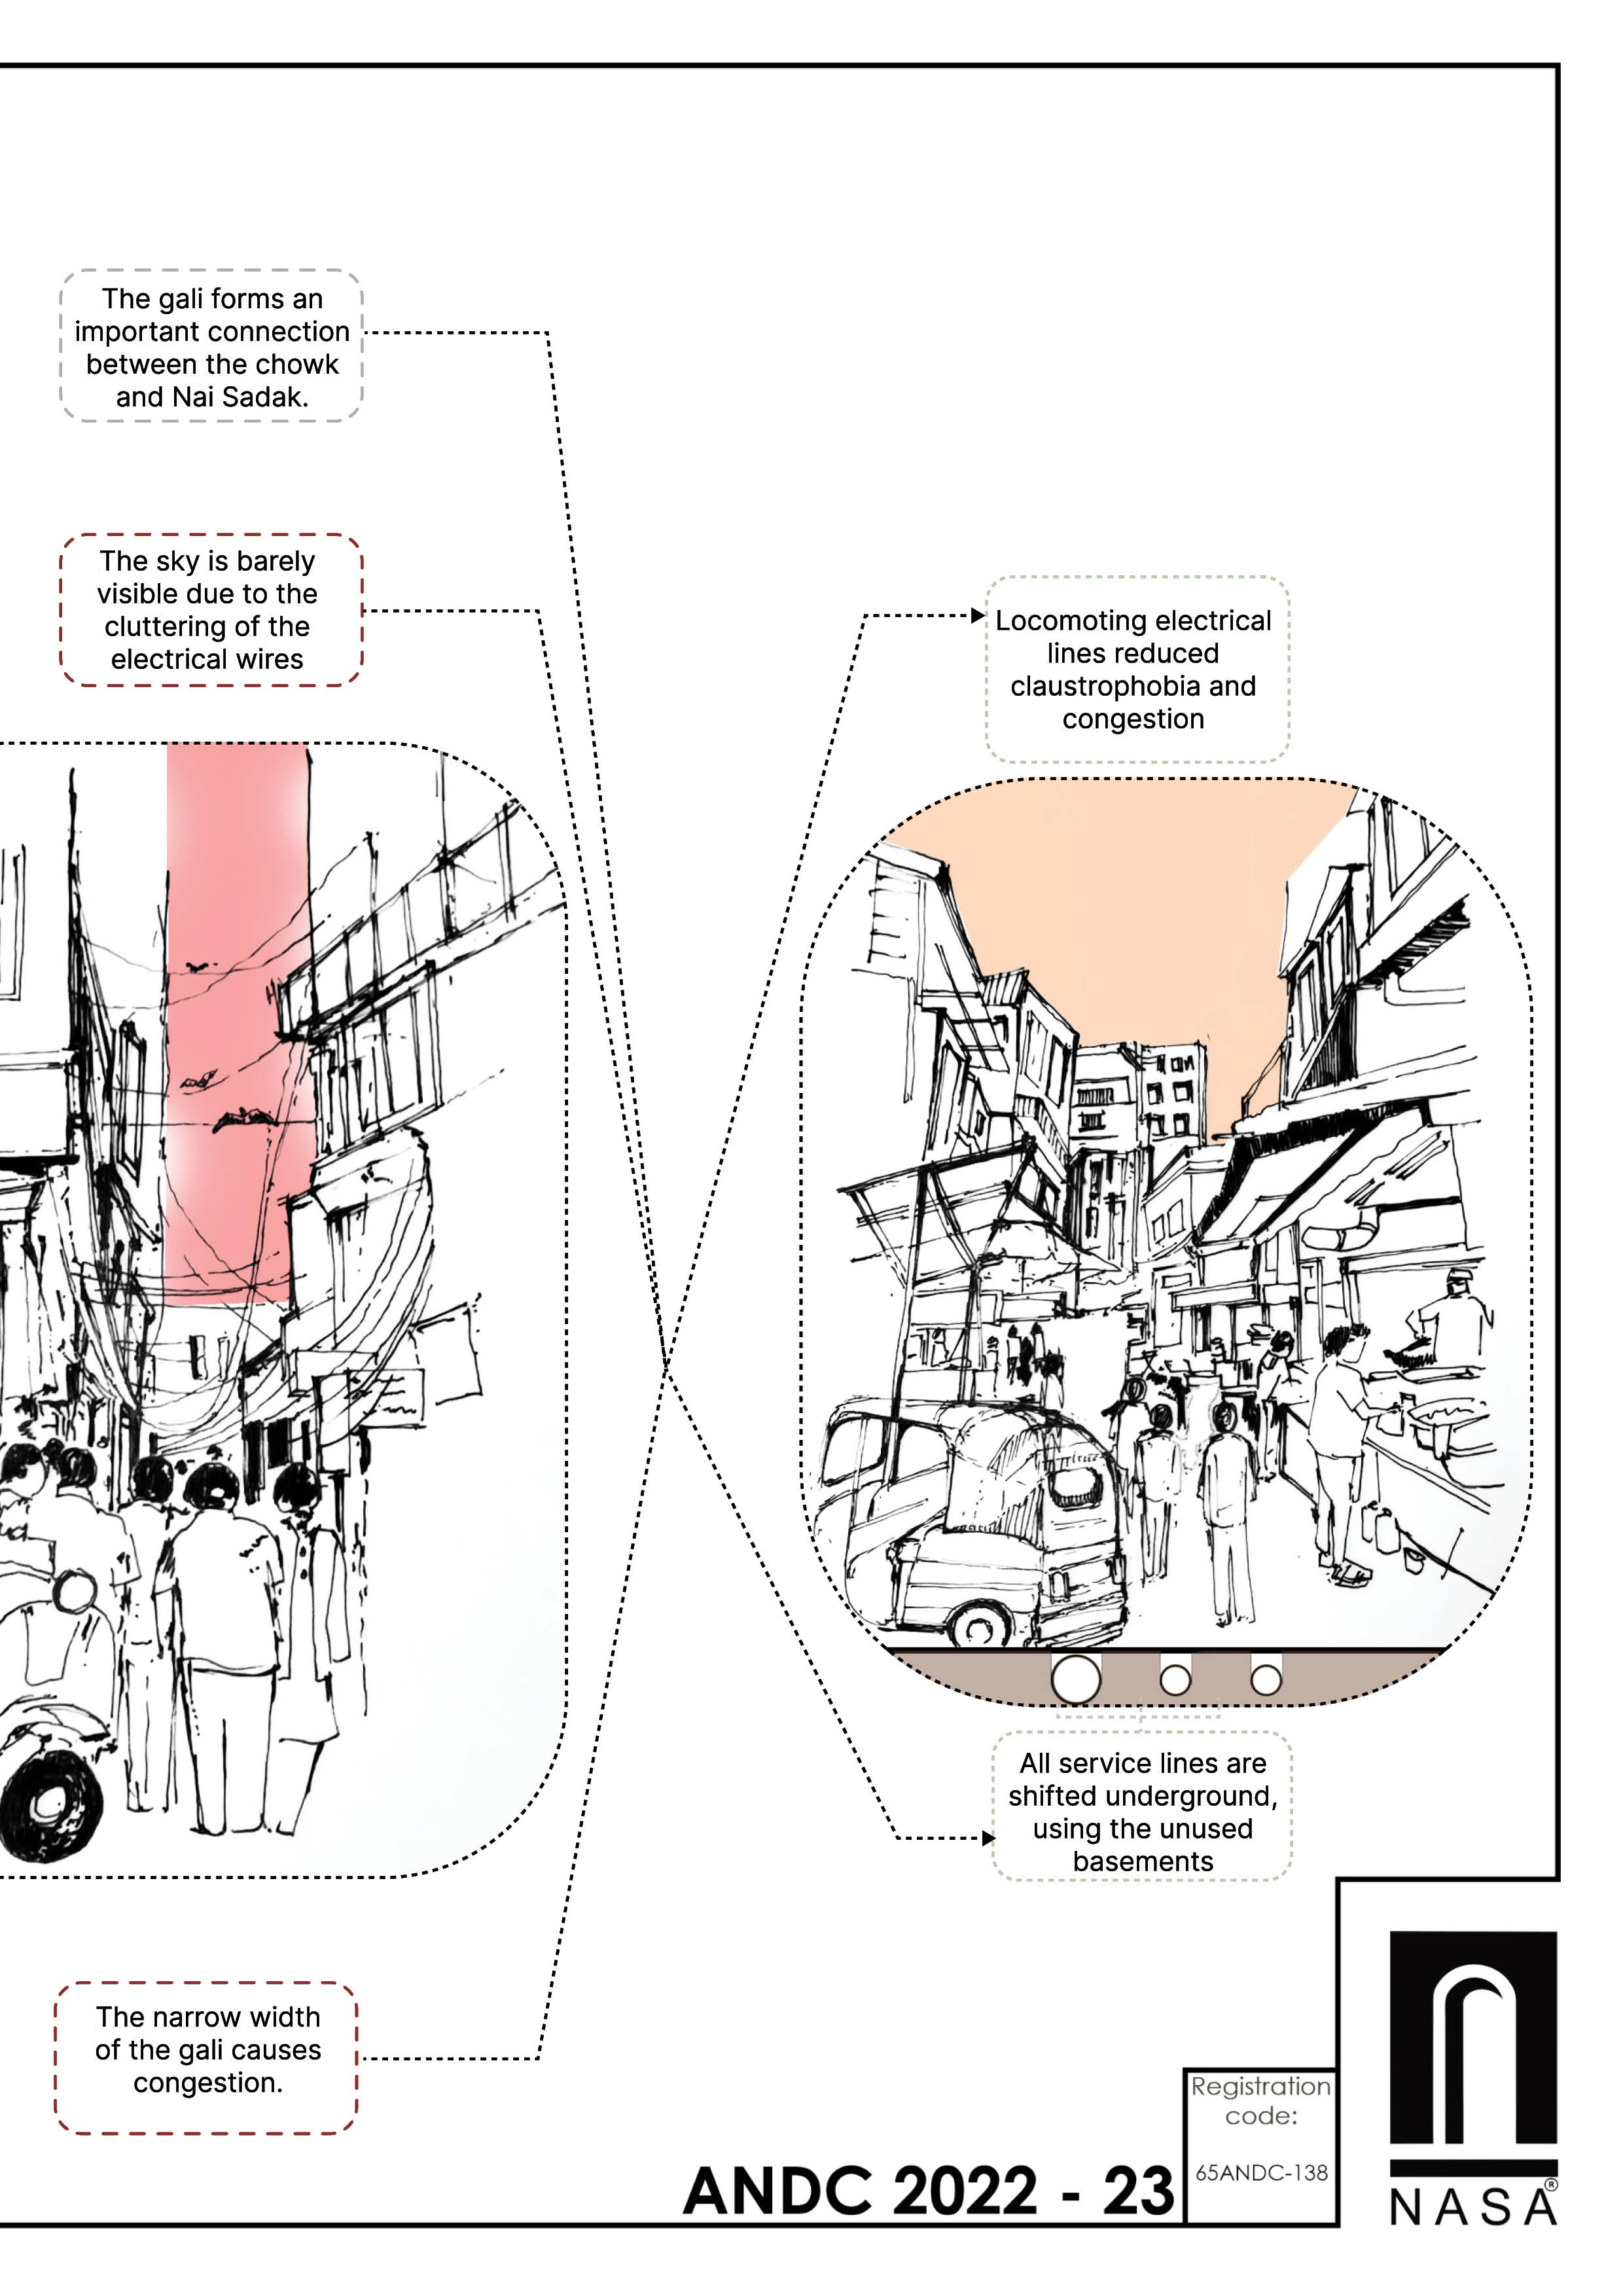 The gali forms an
important connection
between the chowk
and Nai Sadak.
The sky is barely
visible due to the
cluttering of the
electrical wires
Locomoting electrical
lines reduced
claustrophobia and
congestion
All service lines are
shifted underground,
using the unused
basements
The narrow width
of the gali causes
congestion.
Registration
code:
65ANDC-138
ANDC 2022 - 23
NASA®